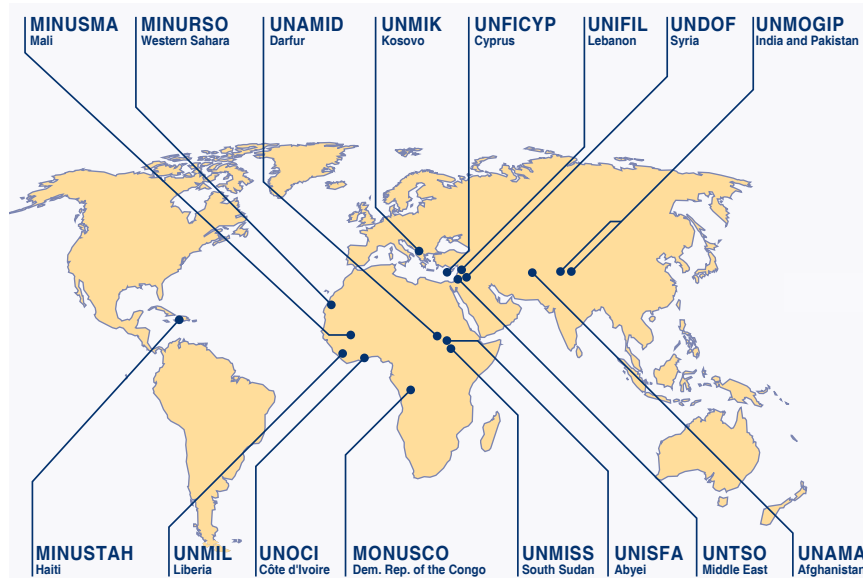 MINUSMA
Mali
MINURSO
Western Sahara
UNAMID
Darfur
UNMIK
Kosovo
UNFICYP
Cyprus
UNIFIL
Lebanon
UNDOF
Syria
UNMOGIP
India and Pakistan
MINUSTAH
Haiti
UNMIL
Liberia
UNOCI
Côte d'Ivoire
MONUSCO
Dem. Rep. of the Congo
UNMISS
South Sudan
UNISFA
Abyei
UNTSO
Middle East
UNAMA
Afghanistan